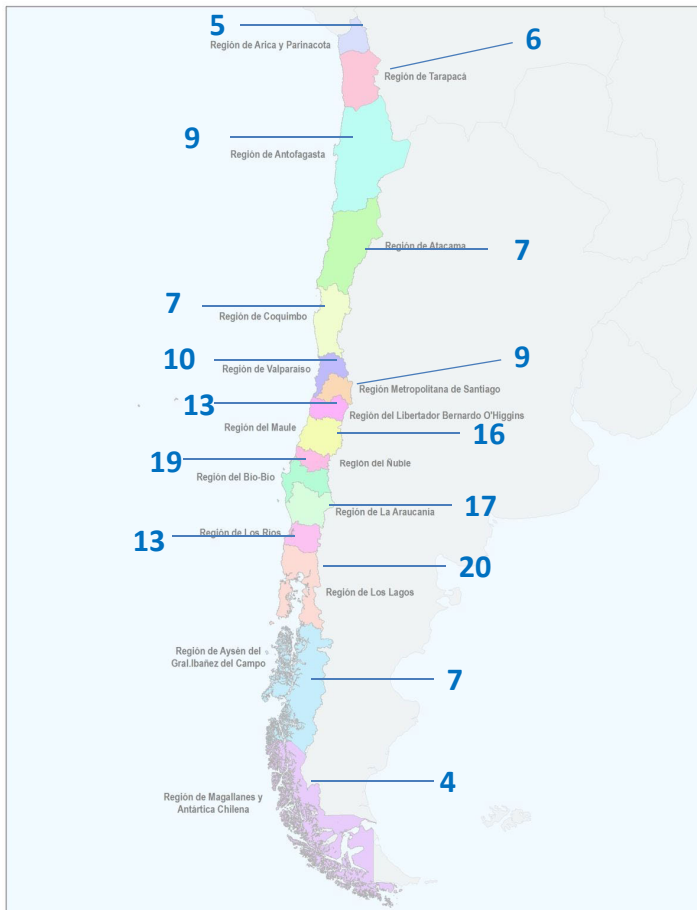 5
Región de Arica y Parinacota
6
Región de Tarapacá
9
Región de Antofagasta
Región de Atacama
7
7
Región de Coquimbo
10
Región de Valparaíso
9
Región Metropolitana de Santiago
13
Región del Libertador Bernardo O'Higgins
Región del Maule
16
19
Región del Ñuble
Región del Bío-Bío
17
Región de La Araucanía
Región de Los Ríos
13
20
Región de Los Lagos
Región de Aysén del
Gral.Ibañez del Campo
7
4
Región de Magallanes y
Antártica Chilena